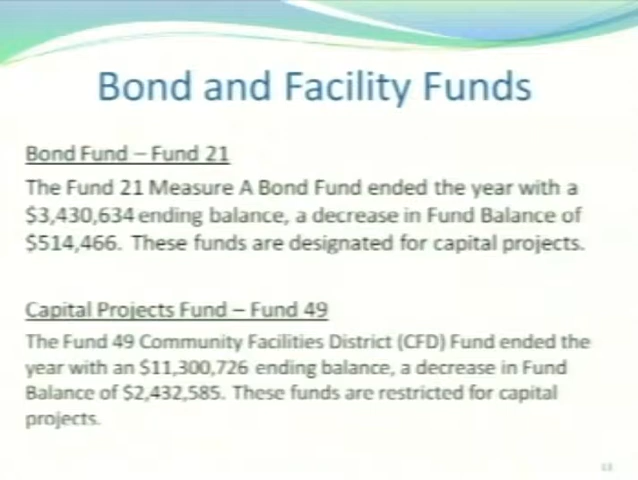 Bond and Facility Funds
Bond Fund – Fund 21
The Fund 21 Measure A Bond Fund ended the year with a
$3,430,634 ending balance, a decrease in Fund Balance of
$514,466. These funds are designated for capital projects.
Capital Projects Fund – Fund 49
The Fund 49 Community Facilities District (CFD) Fund ended the
year with an $11,300,726 ending balance, a decrease in Fund
Balance of $2,432,585. These funds are restricted for capital
projects.